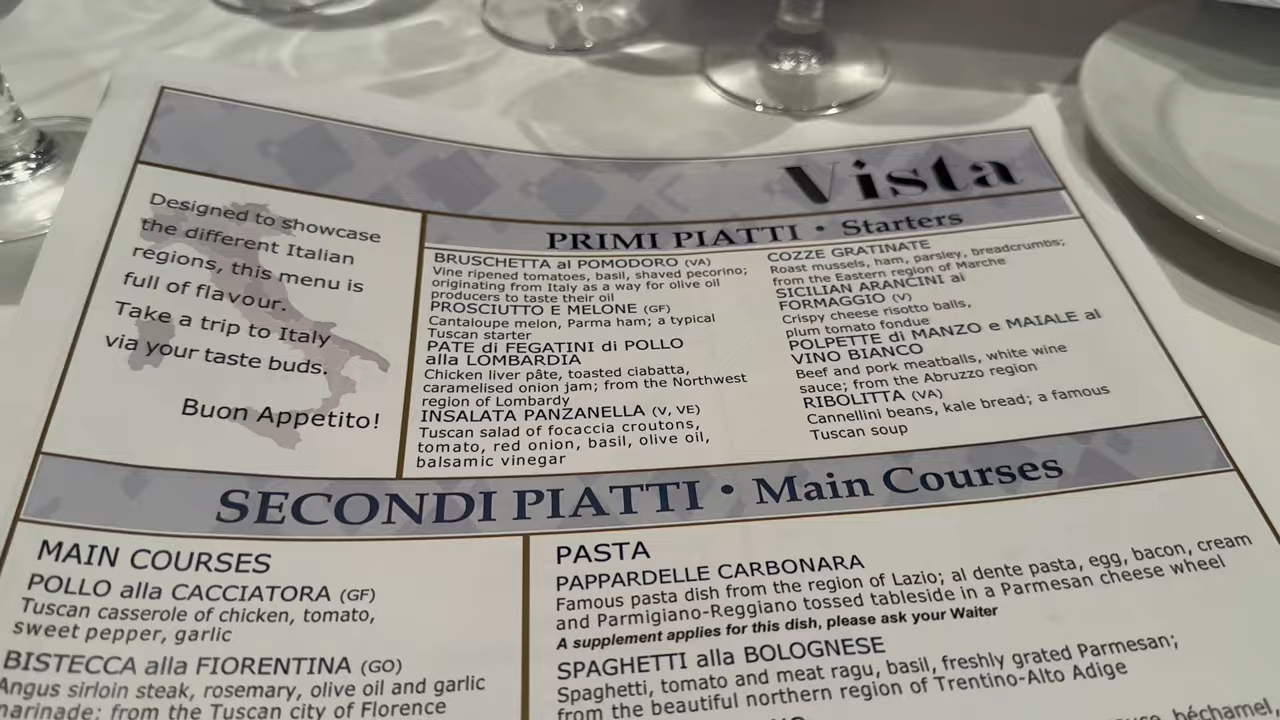 Vista
Designed to showcase
the different Italian
regions, this menu is
full of flavour.
Take a trip to Italy
via your taste buds.
Buon Appetito!
PRIMI PIATTI • Starters
BRUSCHETTA al POMODORO (VA)
Vine ripened tomatoes, basil, shaved pecorino;
originating from Italy as a way for olive oil
producers to taste their oil
PROSCIUTTO E MELONE (GF)
Cantaloupe melon, Parma ham; a typical
Tuscan starter
PATE di FEGATINI di POLLO
alla LOMBARDIA
Chicken liver pâte, toasted ciabatta,
caramelised onion jam; from the Northwest
region of Lombardy
INSALATA PANZANELLA (V, VE)
Tuscan salad of focaccia croutons,
tomato, red onion, basil, olive oil,
balsamic vinegar
COZZE GRATINATE
Roast mussels, ham, parsley, breadcrumbs;
from the Eastern region of Marche
SICILIAN ARANCINI ai
FORMAGGIO (V)
Crispy cheese risotto balls,
plum tomato fondue
POLPETTE di MANZO e MAIALE al
VINO BIANCO
Beef and pork meatballs, white wine
sauce; from the Abruzzo region
RIBOLITTA (VA)
Cannellini beans, kale bread; a famous
Tuscan soup
SECONDI PIATTI • Main Courses
MAIN COURSES
POLLO alla CACCIATORA (GF)
Tuscan casserole of chicken, tomato,
sweet pepper, garlic
BISTECCA alla FIORENTINA (GO)
Angus sirloin steak, rosemary, olive oil and garlic
marinade; from the Tuscan city of Florence
PASTA
PAPPARDELLE CARBONARA
Famous pasta dish from the region of Lazio; al dente pasta, egg, bacon, cream
and Parmigiano-Reggiano tossed tableside in a Parmesan cheese wheel
A supplement applies for this dish, please ask your Waiter
SPAGHETTI alla BOLOGNESE
Spaghetti, tomato and meat ragu, basil, freshly grated Parmesan;
from the beautiful northern region of Trentino-Alto Adige
béchamel,